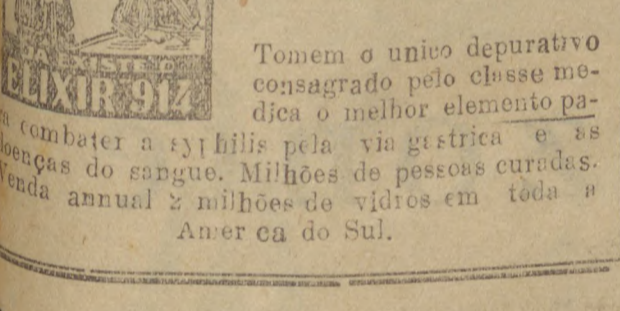 ELIXIR 914
Tomem o unico depurativo
consagrado pelo classe me-
dica o melhor elemento pa-
a combater a syphilis pela via gastrica e as
doenças do sangue. Milhões de pessoas curadas.
Venda annual 2 milhões de vidros em toda a
America do Sul.